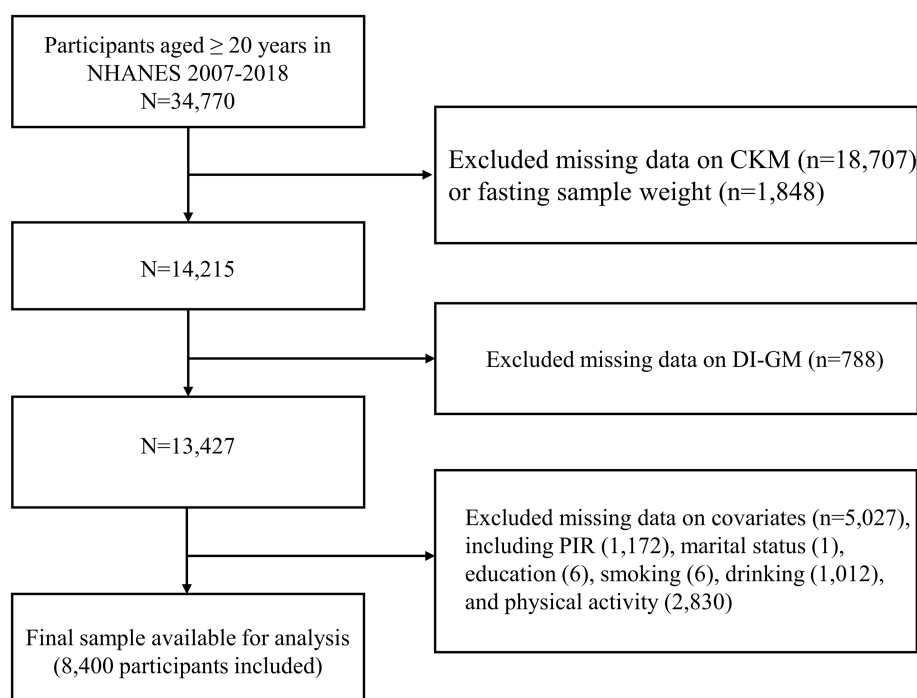 Participants aged ≥ 20 years in
NHANES 2007-2018
N=34,770
Excluded missing data on CKM (n=18,707)
or fasting sample weight (n=1,848)
N=14,215
Excluded missing data on DI-GM (n=788)
N=13,427
Excluded missing data on covariates (n=5,027),
including PIR (1,172), marital status (1),
education (6), smoking (6), drinking (1,012),
and physical activity (2,830)
Final sample available for analysis
(8,400 participants included)